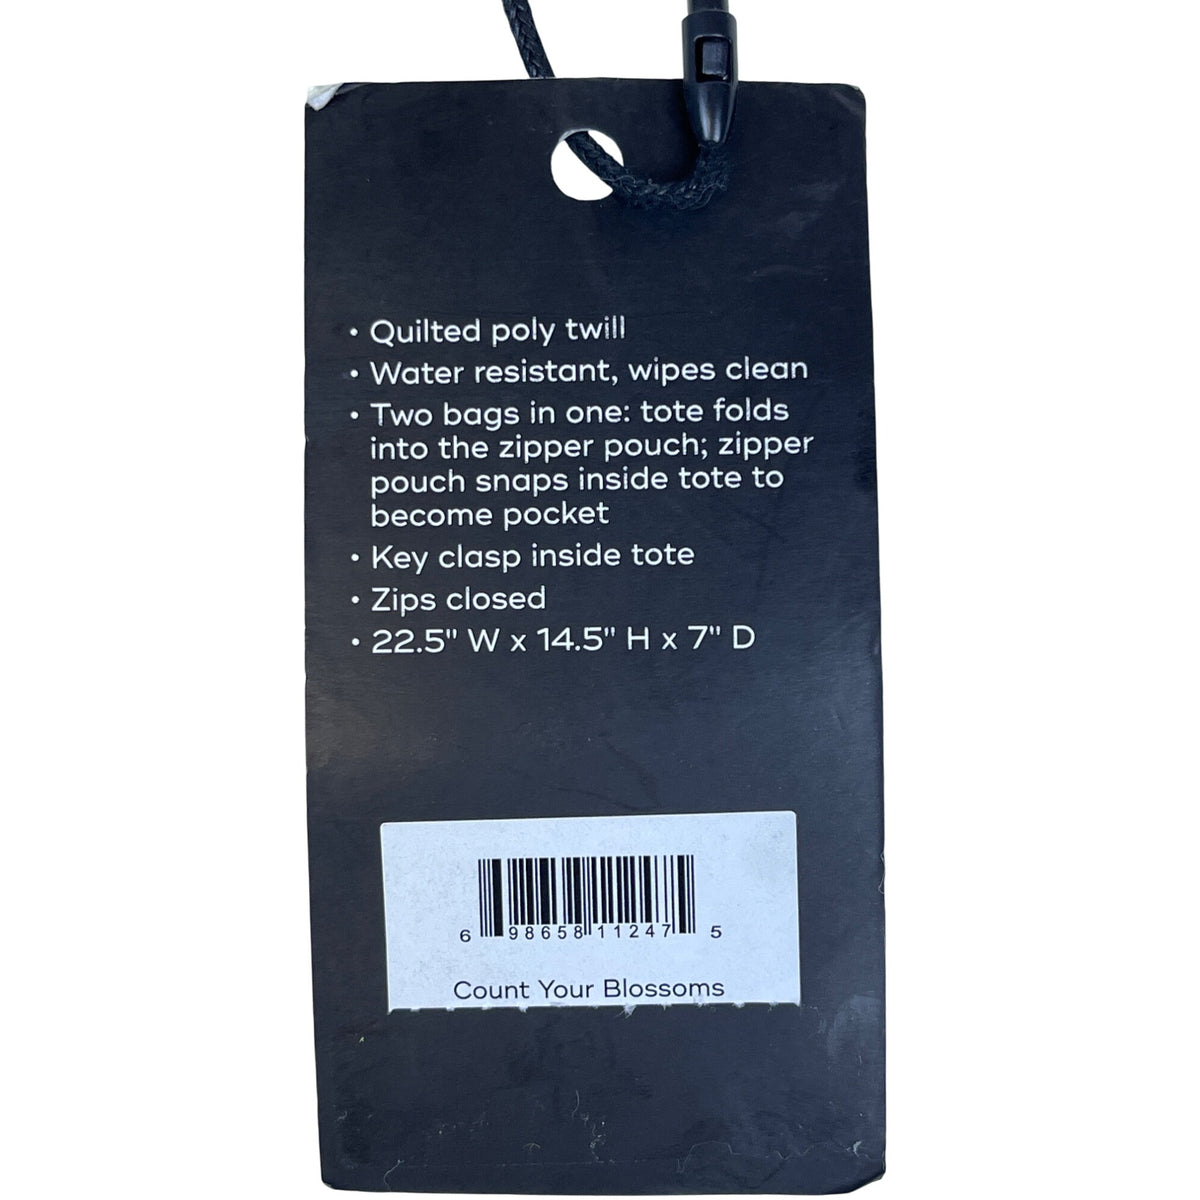 • Quilted poly twill
• Water resistant, wipes clean
• Two bags in one: tote folds
into the zipper pouch; zipper
pouch snaps inside tote to
become pocket
• Key clasp inside tote
• Zips closed
• 22.5" W x 14.5" H x 7" D
6 98658 11247 5
Count Your Blossoms